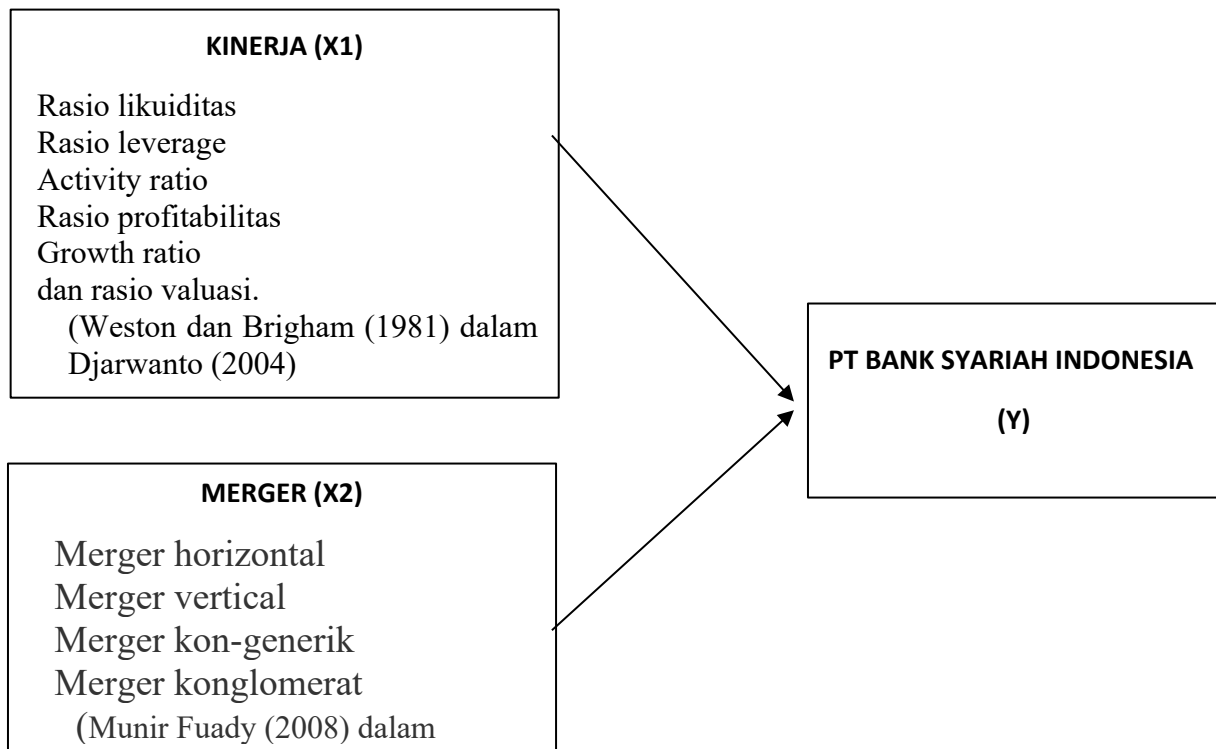 KINERJA (X1)
Rasio likuiditas
Rasio leverage
Activity ratio
Rasio profitabilitas
Growth ratio
dan rasio valuasi.
(Weston dan Brigham (1981) dalam
Djarwanto (2004)
PT BANK SYARIAH INDONESIA
(Y)
MERGER (X2)
Merger horizontal
Merger vertical
Merger kon-generik
Merger konglomerat
(Munir Fuady (2008) dalam